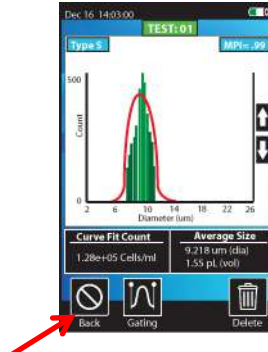 Dec 16 14:03:00
TEST:01
Type S MPI= .99
500
Count
0
2 6 10 14 18 22 26
Diameter (um)
Curve Fit Count Average Size
1.28e+05 Cells/ml 9.218 um (dia)
1.55 pL (vol)
Back Gating Delete